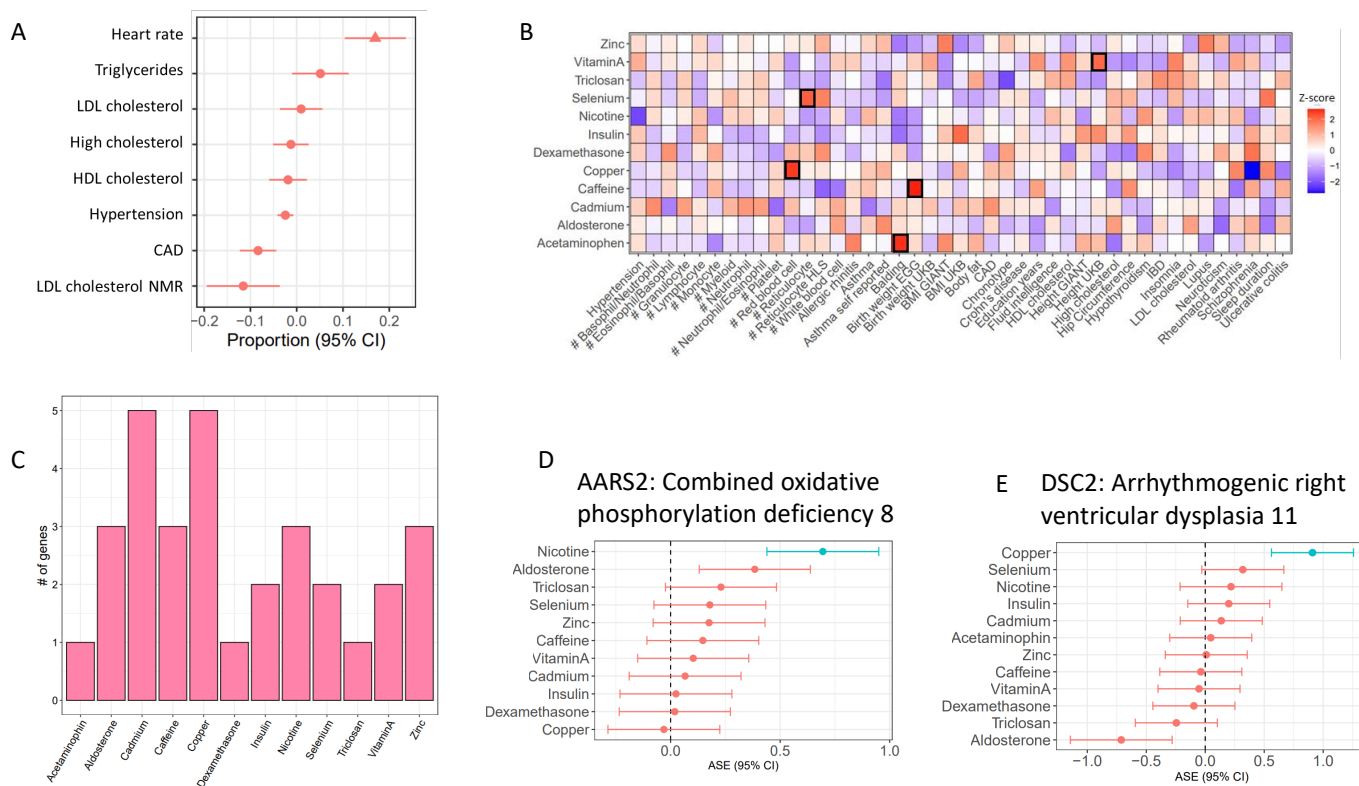 A
Heart rate
Triglycerides
LDL cholesterol
High cholesterol
HDL cholesterol
Hypertension
CAD
LDL cholesterol NMR
−0.2 −0.1 0.0 0.1 0.2
Proportion (95% CI)
B
Zinc
VitaminA
Triclosan
Selenium
Nicotine
Insulin
Dexamethasone
Copper
Caffeine
Cadmium
Aldosterone
Acetaminophen
Hypertension
# Basophil/Neutrophil
# Eosinophil/Basophil
# Granulocyte
# Lymphocyte
# Monocyte
# Myeloid
# Neutrophil
# Neutrophil/Eosinophil
# Platelet
# Red blood cell
# Reticulocyte
# Reticulocyte HLS
# White blood cell
Allergic rhinitis
Asthma
Asthma self reported
Balding
Birth weight EGG
Birth weight UKB
BMI GIANT
BMI UKB
Body fat
CAD
Chronotype
Crohn's disease
Education years
Fluid intelligence
HDL cholesterol
Height GIANT
Height UKB
High cholesterol
Hip Circumference
Hypothyroidism
IBD
Insomnia
LDL cholesterol
Lupus
Neuroticism
Rheumatoid arthritis
Schizophrenia
Sleep duration
Ulcerative colitis
Z-score
2
1
0
−1
−2
C
# of genes
5
4
3
2
1
0
Acetaminophin
Aldosterone
Cadmium
Caffeine
Copper
Dexamethasone
Insulin
Nicotine
Selenium
Triclosan
VitaminA
Zinc
D
AARS2: Combined oxidative
phosphorylation deficiency 8
Nicotine
Aldosterone
Triclosan
Selenium
Zinc
Caffeine
VitaminA
Cadmium
Insulin
Dexamethasone
Copper
0.0 0.5 1.0
ASE (95% CI)
E
DSC2: Arrhythmogenic right
ventricular dysplasia 11
Copper
Selenium
Nicotine
Insulin
Cadmium
Acetaminophin
Zinc
Caffeine
VitaminA
Dexamethasone
Triclosan
Aldosterone
−1.0 −0.5 0.0 0.5 1.0
ASE (95% CI)